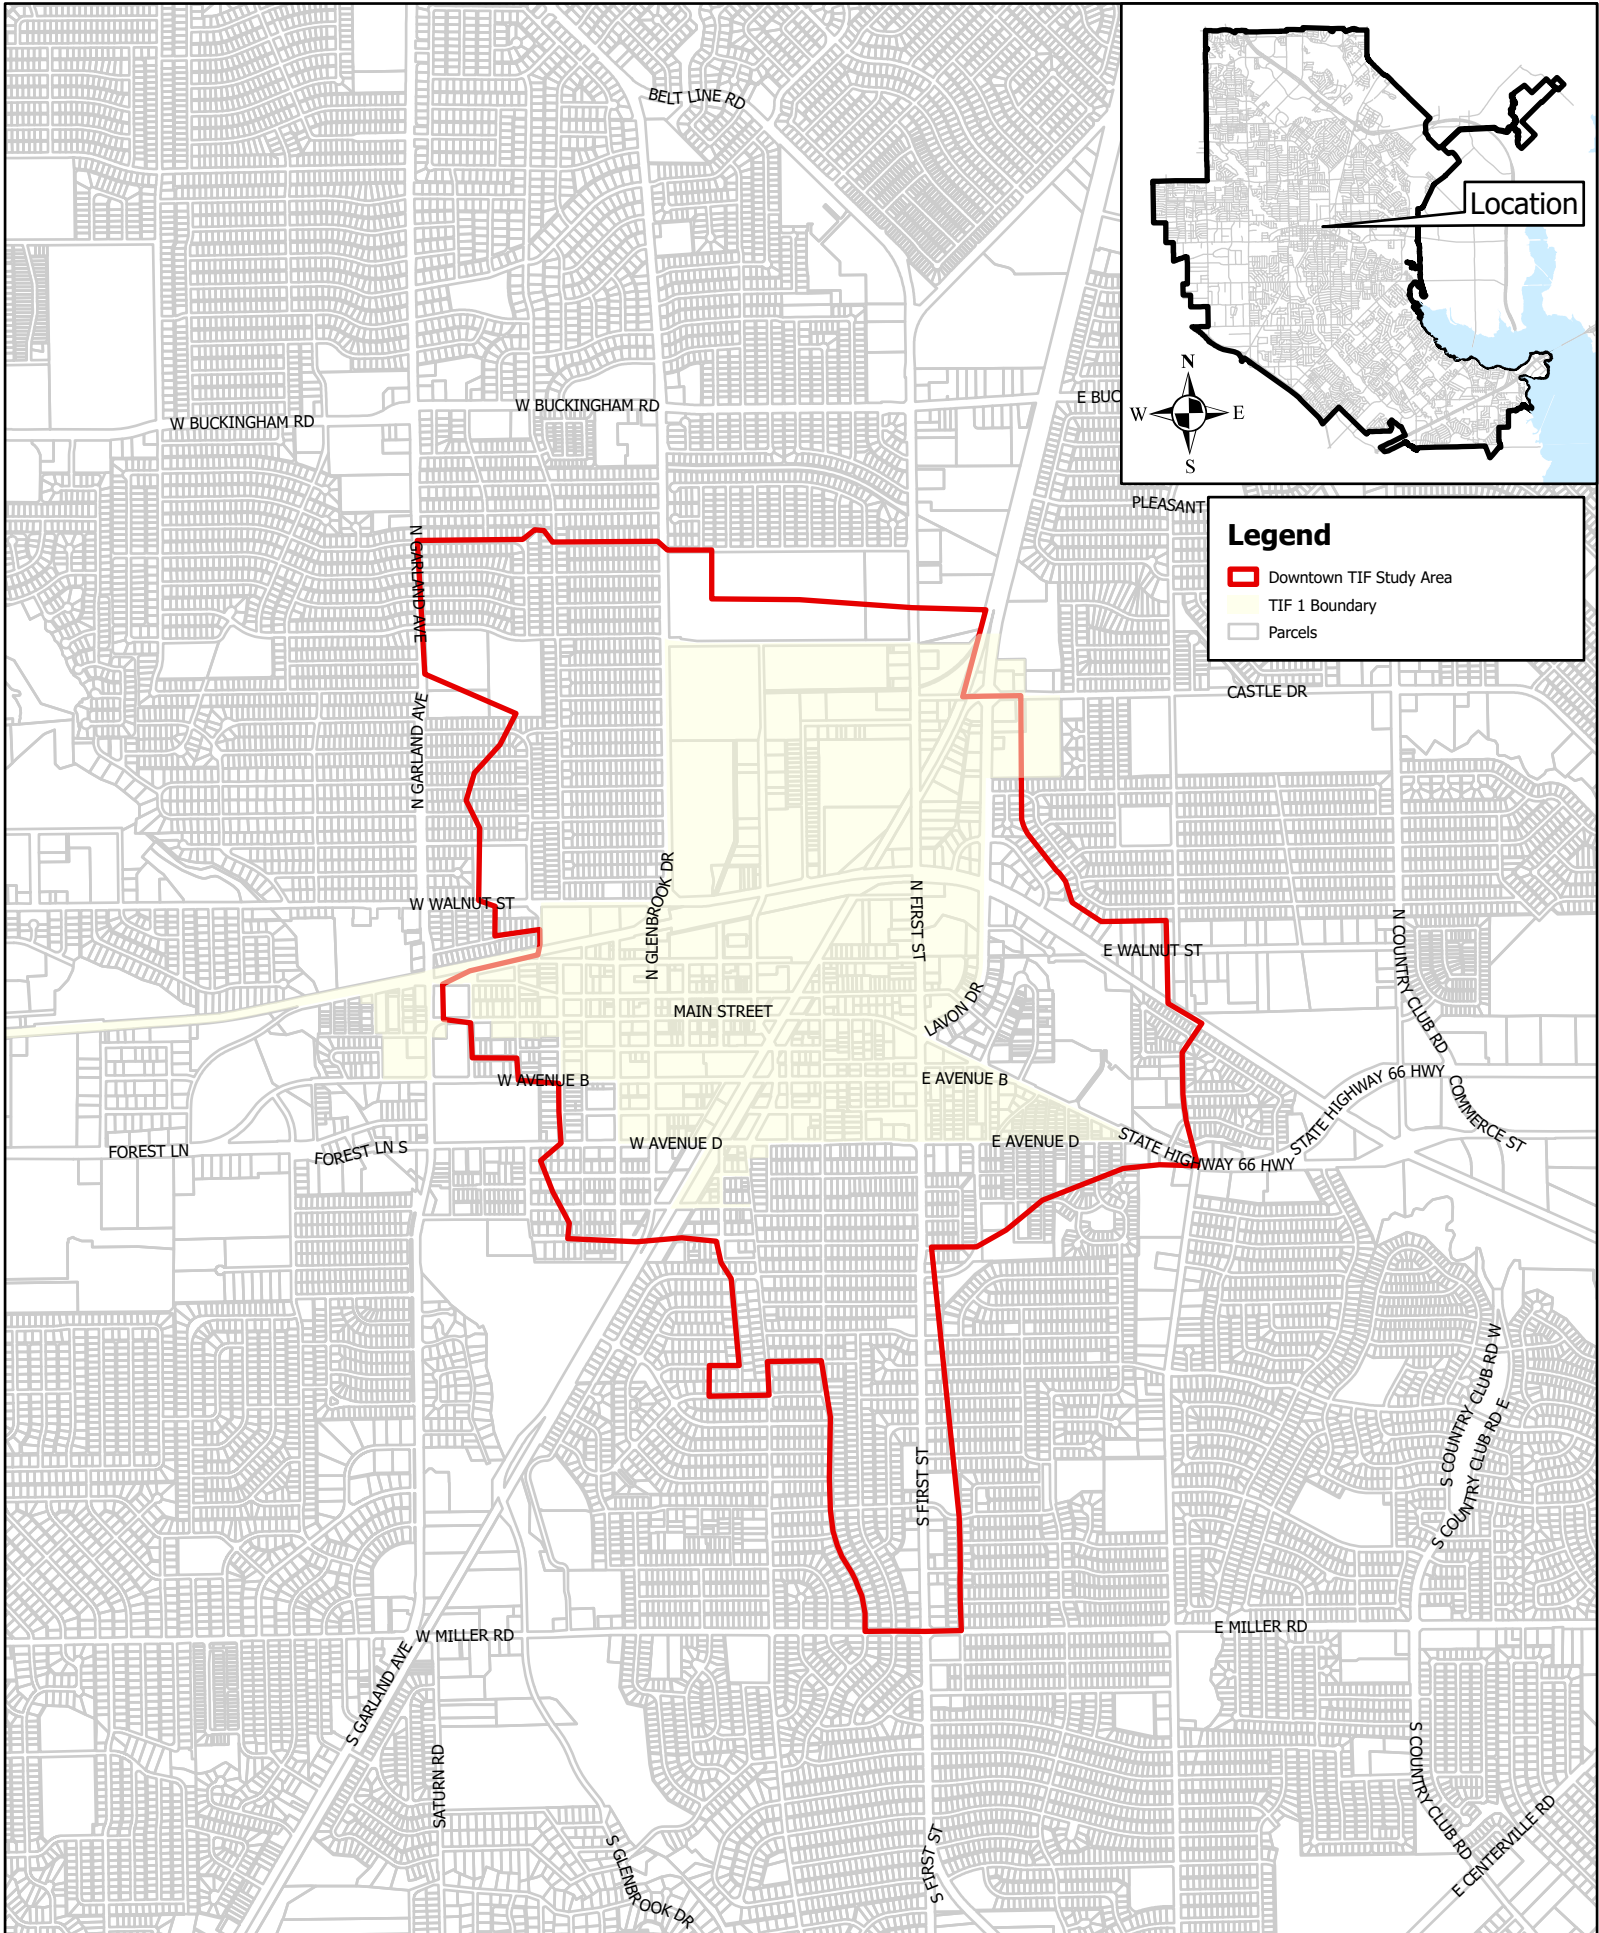 BELT LINE RD
Location
N
W
E
S
W BUCKINGHAM RD
W BUCKINGHAM RD
E BUC
PLEASANT
Legend
Downtown TIF Study Area
TIF 1 Boundary
Parcels
N GARLAND AVE
N GARLAND AVE
CASTLE DR
W WALNUT ST
N GLENBROOK DR
N FIRST ST
E WALNUT ST
N COUNTRY CLUB RD
MAIN STREET
LAVON DR
W AVENUE B
E AVENUE B
STATE HIGHWAY 66 HWY
COMMERCE ST
FOREST LN
FOREST LN S
W AVENUE D
E AVENUE D
STATE HIGHWAY 66 HWY
S COUNTRY CLUB RD W
S COUNTRY CLUB RD E
S FIRST ST
W MILLER RD
E MILLER RD
S GARLAND AVE
SATURN RD
S GLENBROOK DR
S FIRST ST
S COUNTRY CLUB RD
E CENTERVILLE RD